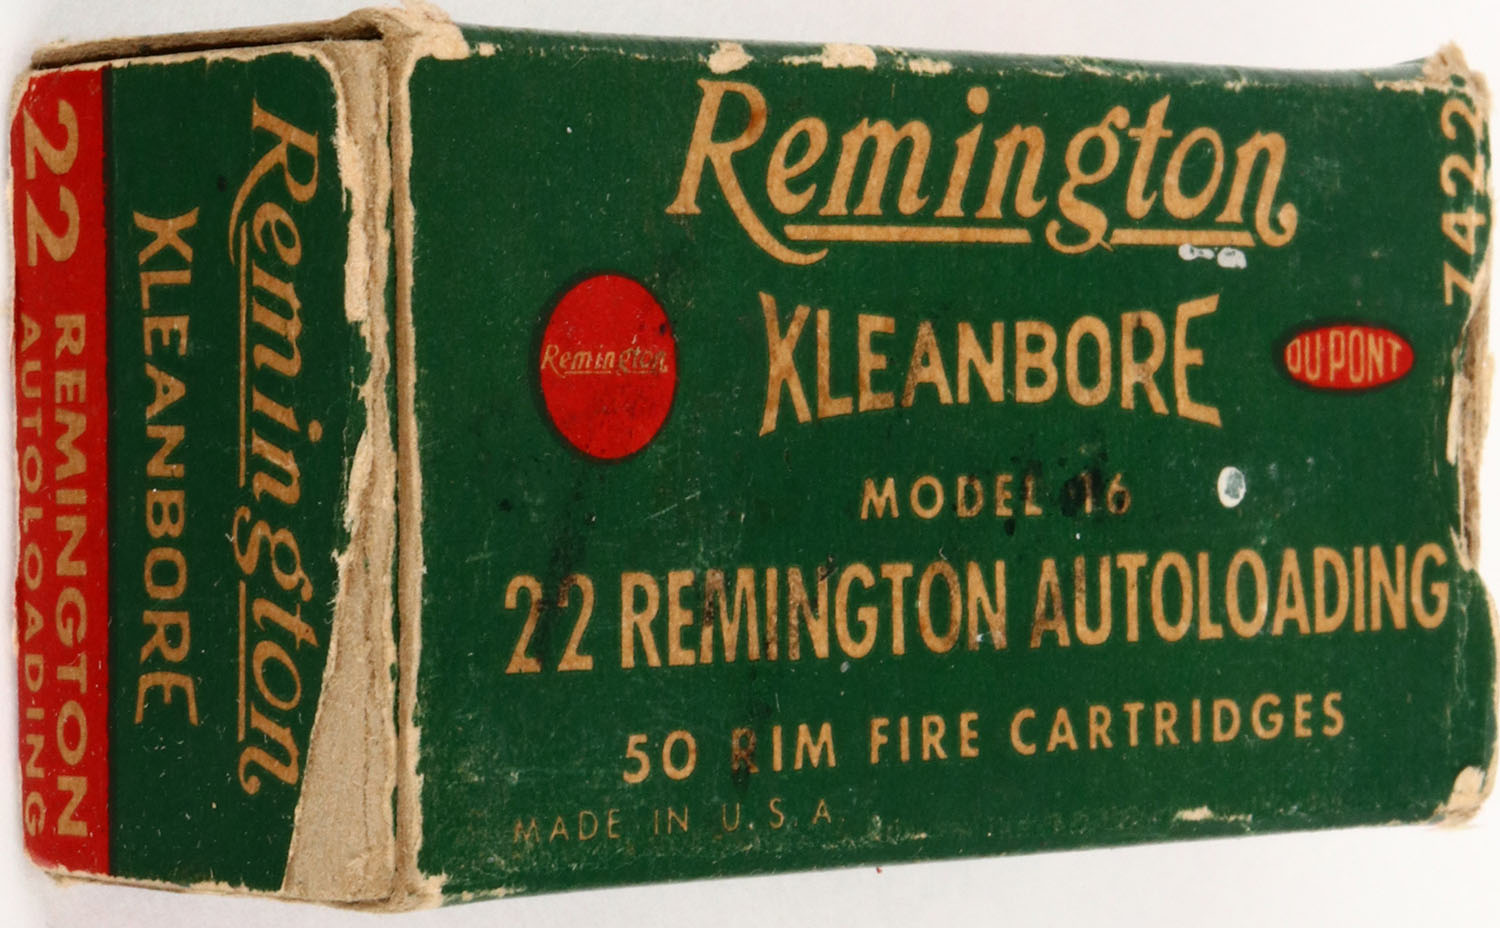 Remington
KLEANBORE
22 REMINGTON
AUTOLOADING
Remington
Remington
KLEANBORE
DU PONT
7422
MODEL 16
22 REMINGTON AUTOLOADING
50 RIM FIRE CARTRIDGES
MADE IN U.S.A.